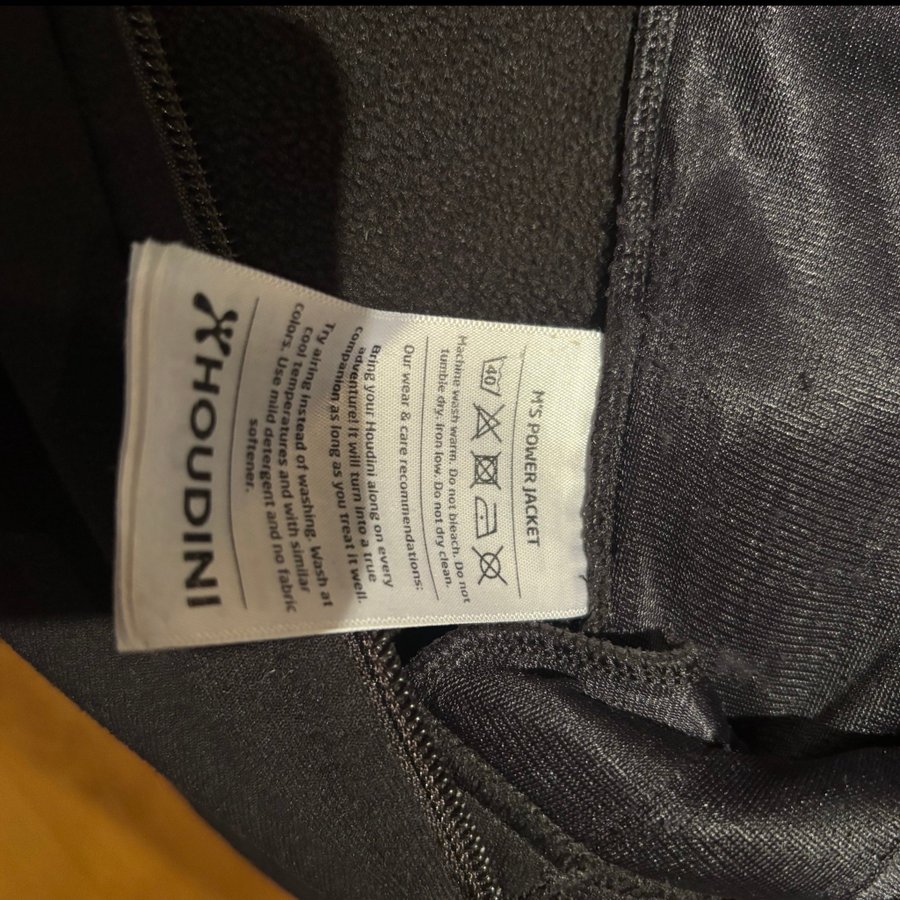 M'S POWER JACKET
40
Machine wash warm. Do not bleach. Do not
tumble dry. Iron low. Do not dry clean.
Our wear & care recommendations:
Bring your Houdini along on every
adventure! It will turn into a true
companion as long as you treat it well.
Try airing instead of washing. Wash at
cool temperatures and with similar
colors. Use mild detergent and no fabric
softener.
HOUDINI